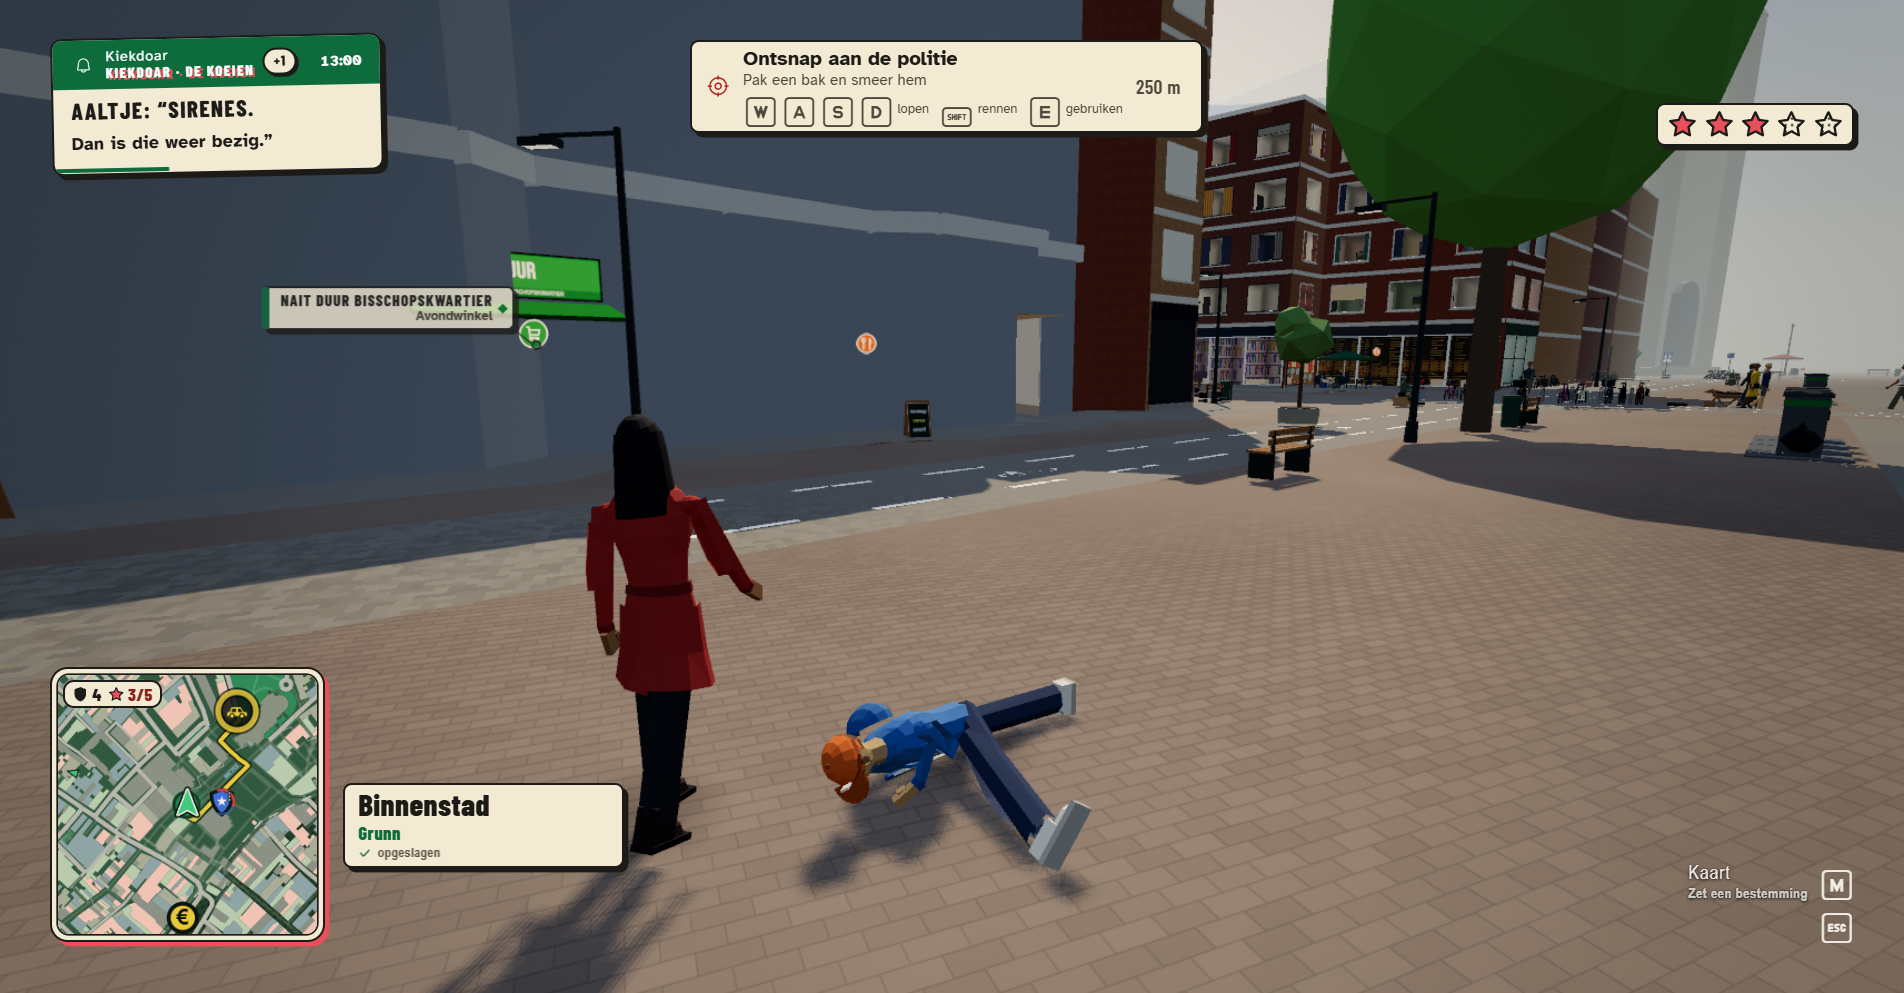 Kiekdoar
KIEKDOAR · DE KOEIEN
+1
13:00
AALTJE: “SIRENES.
Dan is die weer bezig.”
Ontsnap aan de politie
Pak een bak en smeer hem
W A S D lopen SHIFT rennen E gebruiken
250 m
UUR
NAIT DUUR BISSCHOPSKWARTIER
Avondwinkel
4 3/5
€
Binnenstad
Grunn
opgeslagen
Kaart
Zet een bestemming
M
ESC